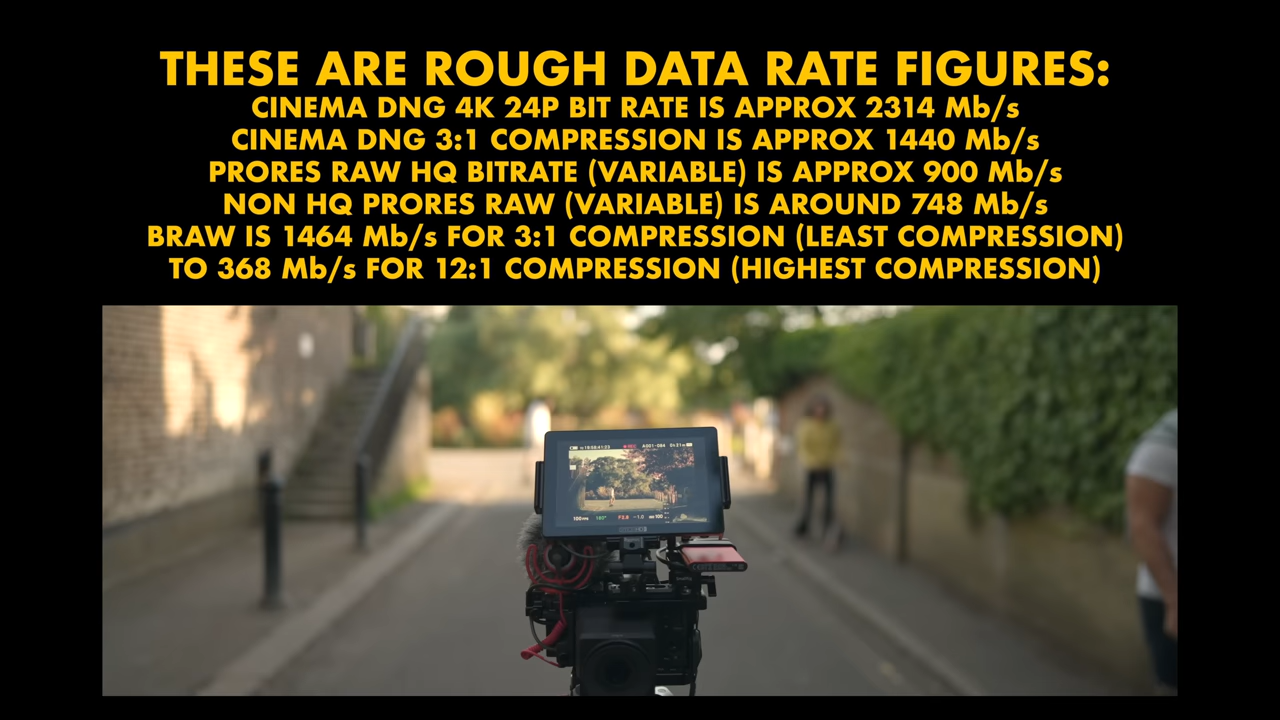 THESE ARE ROUGH DATA RATE FIGURES:
CINEMA DNG 4K 24P BIT RATE IS APPROX 2314 Mb/s
CINEMA DNG 3:1 COMPRESSION IS APPROX 1440 Mb/s
PRORES RAW HQ BITRATE (VARIABLE) IS APPROX 900 Mb/s
NON HQ PRORES RAW (VARIABLE) IS AROUND 748 Mb/s
BRAW IS 1464 Mb/s FOR 3:1 COMPRESSION (LEAST COMPRESSION)
TO 368 Mb/s FOR 12:1 COMPRESSION (HIGHEST COMPRESSION)